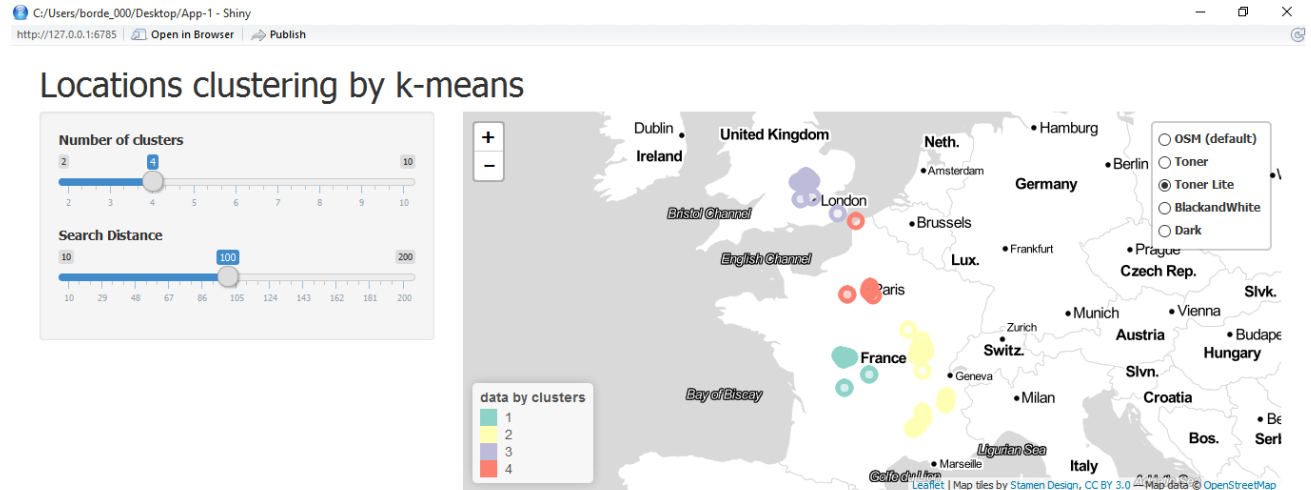 C:/Users/borde_000/Desktop/App-1 - Shiny
http://127.0.0.1:6785 Open in Browser Publish
Locations clustering by k-means
Number of clusters
2 4 10
2 3 4 5 6 7 8 9 10
Search Distance
10 100 200
10 29 48 67 86 105 124 143 162 181 200
+
−
OSM (default)
Toner
Toner Lite
BlackandWhite
Dark
Dublin
Ireland
United Kingdom
Neth.
Hamburg
Amsterdam
Berlin
Germany
London
Bristol Channel
Brussels
English Channel
Lux.
Frankfurt
Prague
Czech Rep.
Paris
Slvk.
Munich
Vienna
Zurich
Switz.
Austria
Budape
Hungary
France
Geneva
Slvn.
Bay of Biscay
Milan
Croatia
Be
Bos.
Serl
Ligurian Sea
Marseille
Italy
Golfe du Lion
data by clusters
1
2
3
4
Leaflet | Map tiles by Stamen Design, CC BY 3.0 — Map data © OpenStreetMap